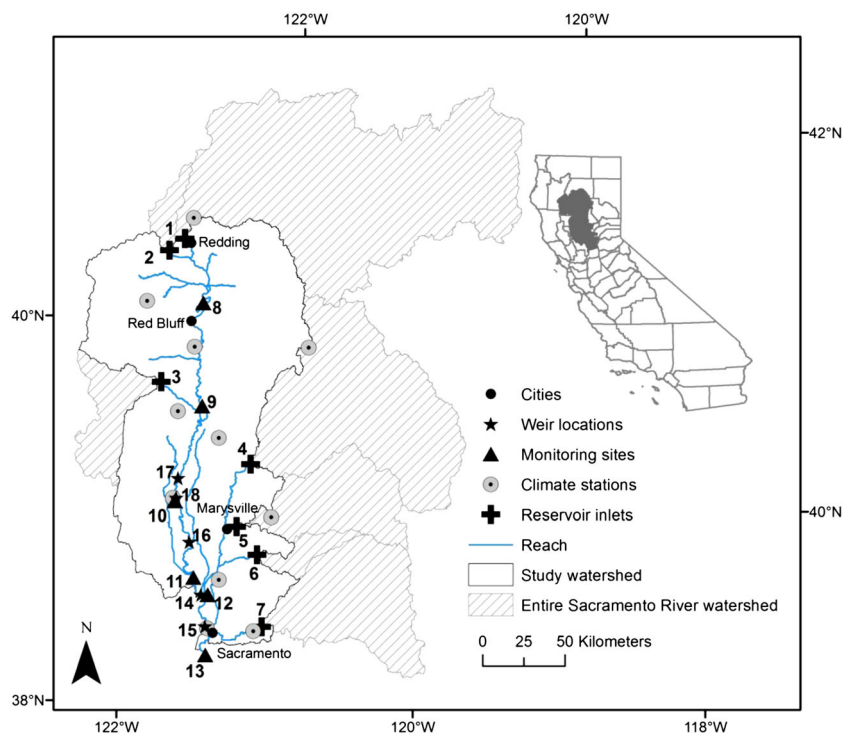 122°W 120°W
42°N
1
Redding
2
8
40°N
Red Bluff
3
9
Cities
Weir locations
4
Monitoring sites
17
Climate stations
18
Marysville
10
40°N
Reservoir inlets
5
16
Reach
6
11
Study watershed
14 12
Entire Sacramento River watershed
7
15
0 25 50 Kilometers
N
Sacramento
13
38°N
122°W 120°W 118°W